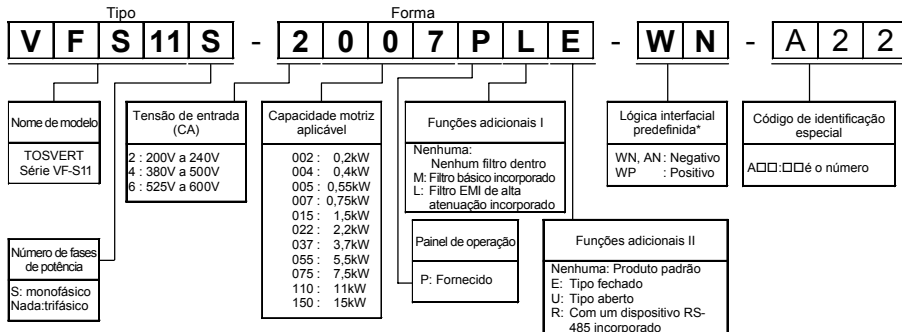 Tipo
Forma
V F S 11 S - 2 0 0 7 P L E - W N - A 2 2
Nome de modelo
TOSVERT
Série VF-S11
Tensão de entrada
(CA)
2 : 200V a 240V
4 : 380V a 500V
6 : 525V a 600V
Capacidade motriz
aplicável
002 : 0,2kW
004 : 0,4kW
005 : 0,55kW
007 : 0,75kW
015 : 1,5kW
022 : 2,2kW
037 : 3,7kW
055 : 5,5kW
075 : 7,5kW
110 : 11kW
150 : 15kW
Funções adicionais I
Nenhuma:
Nenhum filtro dentro
M: Filtro básico incorporado
L: Filtro EMI de alta
atenuação incorporado
Lógica interfacial
predefinida*
WN, AN : Negativo
WP : Positivo
Código de identificação
especial
A□□:□□é o número
Número de fases
de potência
S: monofásico
Nada:trifásico
Painel de operação
P: Fornecido
Funções adicionais II
Nenhuma: Produto padrão
E: Tipo fechado
U: Tipo aberto
R: Com um dispositivo RS-
485 incorporado